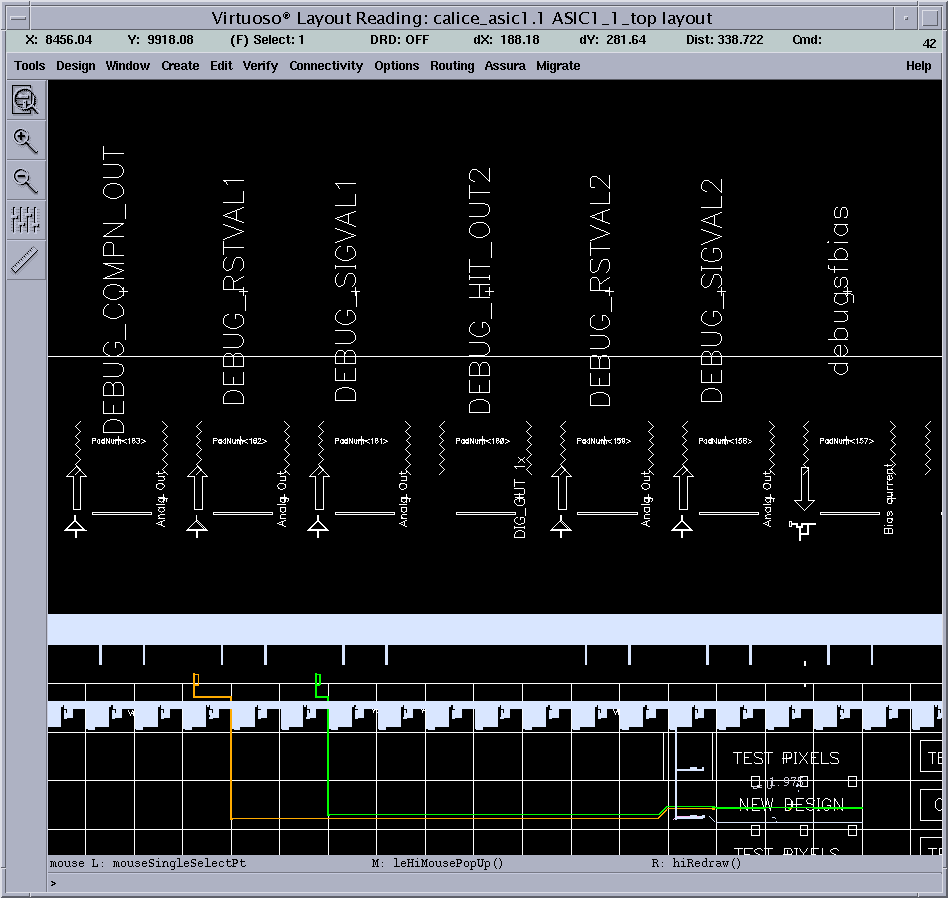 Virtuoso® Layout Reading: calice_asic1.1 ASIC1_1_top layout
X: 8456.04 Y: 9918.08 (F) Select: 1 DRD: OFF dX: 188.18 dY: 281.64 Dist: 338.722 Cmd: 42
Tools Design Window Create Edit Verify Connectivity Options Routing Assura Migrate Help
DEBUG_COMPN_OUT
DEBUG_RSTVAL1
DEBUG_SIGVAL1
DEBUG_HIT_OUT2
DEBUG_RSTVAL2
DEBUG_SIGVAL2
debugsfbias
PadNum<163>
PadNum<162>
PadNum<161>
PadNum<160>
PadNum<159>
PadNum<158>
PadNum<157>
Analg Out
Analg Out
Analg Out
DIG_OUT 1x
Analg Out
Analg Out
Bias current
TEST PIXELS
NEW DESIGN
TEST PIXELS
mouse L: mouseSingleSelectPt M: leHiMousePopUp() R: hiRedraw()
>